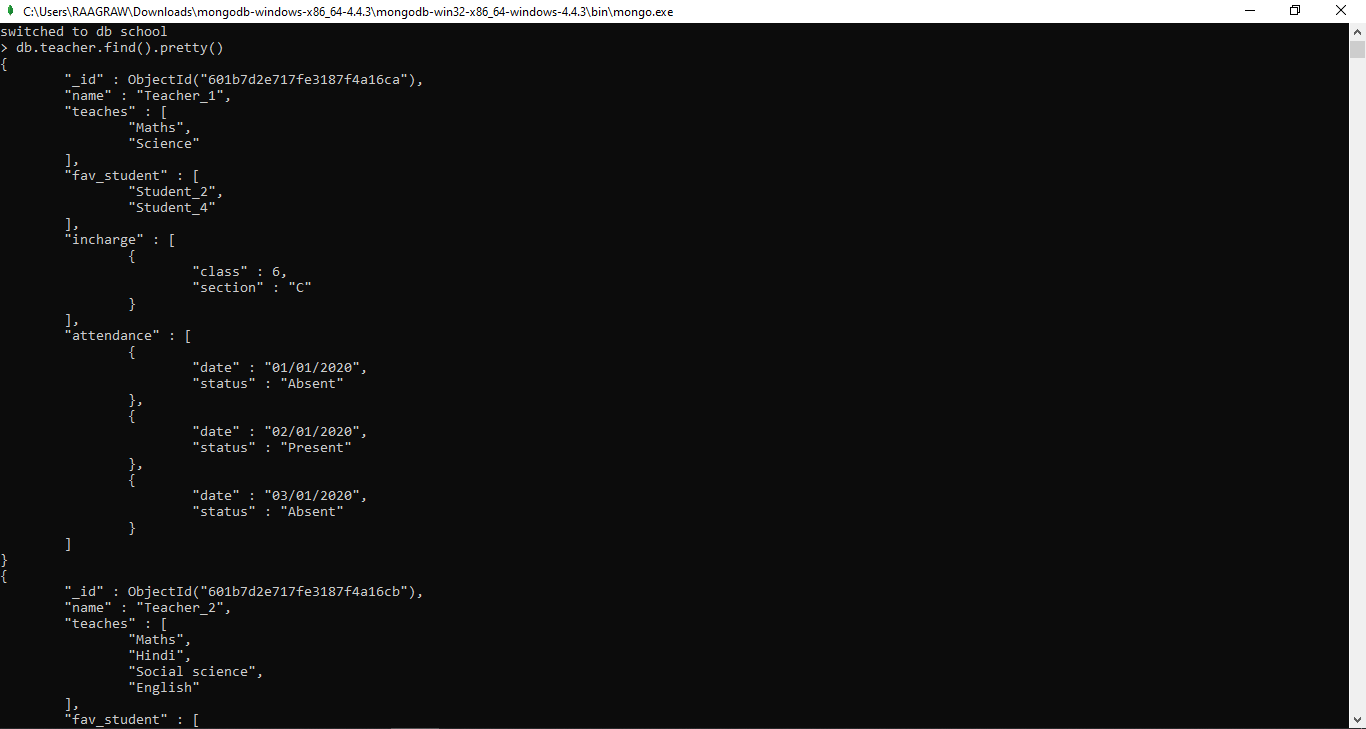 C:\Users\RAAGRAW\Downloads\mongodb-windows-x86_64-4.4.3\mongodb-win32-x86_64-windows-4.4.3\bin\mongo.exe
switched to db school
> db.teacher.find().pretty()
{
        "_id" : ObjectId("601b7d2e717fe3187f4a16ca"),
        "name" : "Teacher_1",
        "teaches" : [
                "Maths",
                "Science"
        ],
        "fav_student" : [
                "Student_2",
                "Student_4"
        ],
        "incharge" : [
                {
                        "class" : 6,
                        "section" : "C"
                }
        ],
        "attendance" : [
                {
                        "date" : "01/01/2020",
                        "status" : "Absent"
                },
                {
                        "date" : "02/01/2020",
                        "status" : "Present"
                },
                {
                        "date" : "03/01/2020",
                        "status" : "Absent"
                }
        ]
}
{
        "_id" : ObjectId("601b7d2e717fe3187f4a16cb"),
        "name" : "Teacher_2",
        "teaches" : [
                "Maths",
                "Hindi",
                "Social science",
                "English"
        ],
        "fav_student" : [